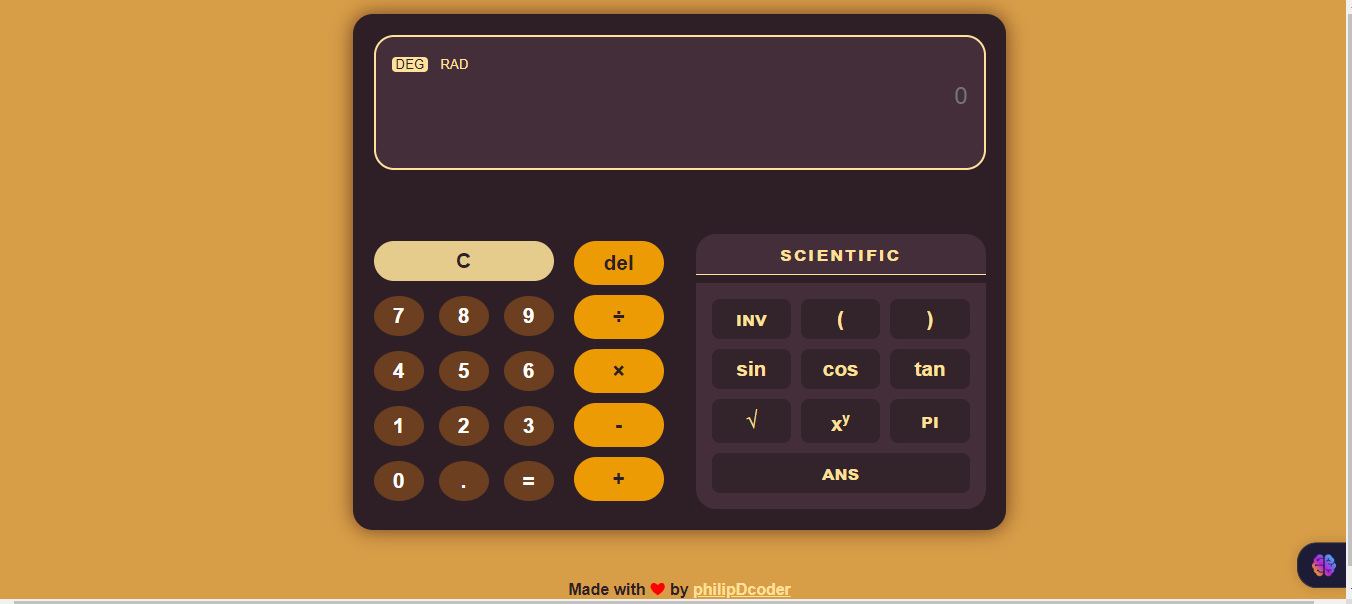 DEG RAD
0
C del
SCIENTIFIC
7 8 9 ÷
INV ( )
4 5 6 ×
sin cos tan
1 2 3 -
√ xʸ PI
0 . = +
ANS
Made with ❤ by philipDcoder